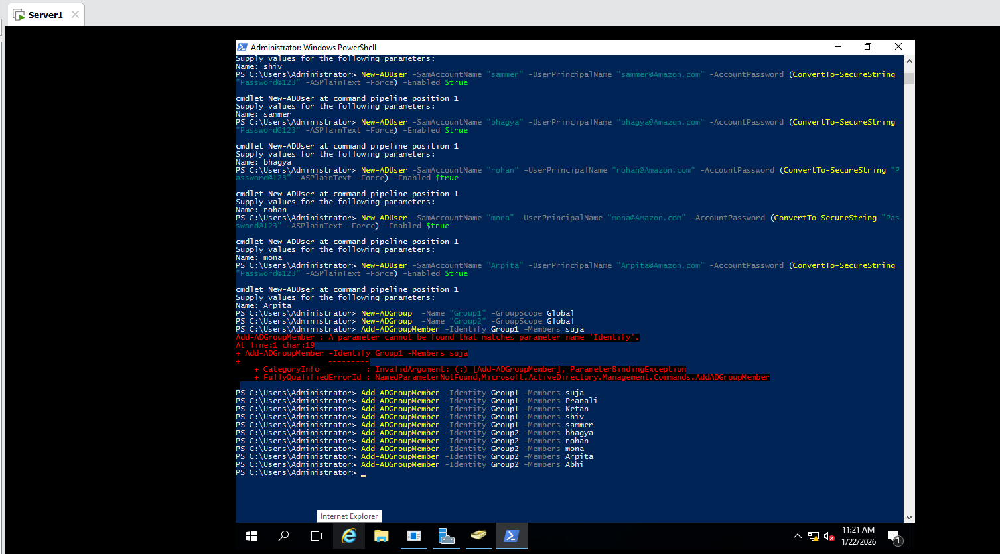 Server1
Administrator: Windows PowerShell
Supply values for the following parameters:
Name: shiv
PS C:\Users\Administrator> New-ADUser -SamAccountName "sammer" -UserPrincipalName "sammer@Amazon.com" -AccountPassword (ConvertTo-SecureString
"Password@123" -ASPlainText -Force) -Enabled $true
cmdlet New-ADUser at command pipeline position 1
Supply values for the following parameters:
Name: sammer
PS C:\Users\Administrator> New-ADUser -SamAccountName "bhagya" -UserPrincipalName "bhagya@Amazon.com" -AccountPassword (ConvertTo-SecureString
"Password@123" -ASPlainText -Force) -Enabled $true
cmdlet New-ADUser at command pipeline position 1
Supply values for the following parameters:
Name: bhagya
PS C:\Users\Administrator> New-ADUser -SamAccountName "rohan" -UserPrincipalName "rohan@Amazon.com" -AccountPassword (ConvertTo-SecureString "P
assword@123" -ASPlainText -Force) -Enabled $true
cmdlet New-ADUser at command pipeline position 1
Supply values for the following parameters:
Name: rohan
PS C:\Users\Administrator> New-ADUser -SamAccountName "mona" -UserPrincipalName "mona@Amazon.com" -AccountPassword (ConvertTo-SecureString "Pas
sword@123" -ASPlainText -Force) -Enabled $true
cmdlet New-ADUser at command pipeline position 1
Supply values for the following parameters:
Name: mona
PS C:\Users\Administrator> New-ADUser -SamAccountName "Arpita" -UserPrincipalName "Arpita@Amazon.com" -AccountPassword (ConvertTo-SecureString
"Password@123" -ASPlainText -Force) -Enabled $true
cmdlet New-ADUser at command pipeline position 1
Supply values for the following parameters:
Name: Arpita
PS C:\Users\Administrator> New-ADGroup  -Name "Group1" -GroupScope Global
PS C:\Users\Administrator> New-ADGroup  -Name "Group2" -GroupScope Global
PS C:\Users\Administrator> Add-ADGroupMember -Identify Group1 -Members suja
Add-ADGroupMember : A parameter cannot be found that matches parameter name 'Identify'.
At line:1 char:19
+ Add-ADGroupMember -Identify Group1 -Members suja
+                   ~~~~~~~~~
    + CategoryInfo          : InvalidArgument: (:) [Add-ADGroupMember], ParameterBindingException
    + FullyQualifiedErrorId : NamedParameterNotFound,Microsoft.ActiveDirectory.Management.Commands.AddADGroupMember
PS C:\Users\Administrator> Add-ADGroupMember -Identity Group1 -Members suja
PS C:\Users\Administrator> Add-ADGroupMember -Identity Group1 -Members Pranali
PS C:\Users\Administrator> Add-ADGroupMember -Identity Group1 -Members Ketan
PS C:\Users\Administrator> Add-ADGroupMember -Identity Group1 -Members shiv
PS C:\Users\Administrator> Add-ADGroupMember -Identity Group1 -Members sammer
PS C:\Users\Administrator> Add-ADGroupMember -Identity Group2 -Members bhagya
PS C:\Users\Administrator> Add-ADGroupMember -Identity Group2 -Members rohan
PS C:\Users\Administrator> Add-ADGroupMember -Identity Group2 -Members mona
PS C:\Users\Administrator> Add-ADGroupMember -Identity Group2 -Members Arpita
PS C:\Users\Administrator> Add-ADGroupMember -Identity Group2 -Members Abhi
PS C:\Users\Administrator> _
Internet Explorer
11:21 AM
1/22/2026
1